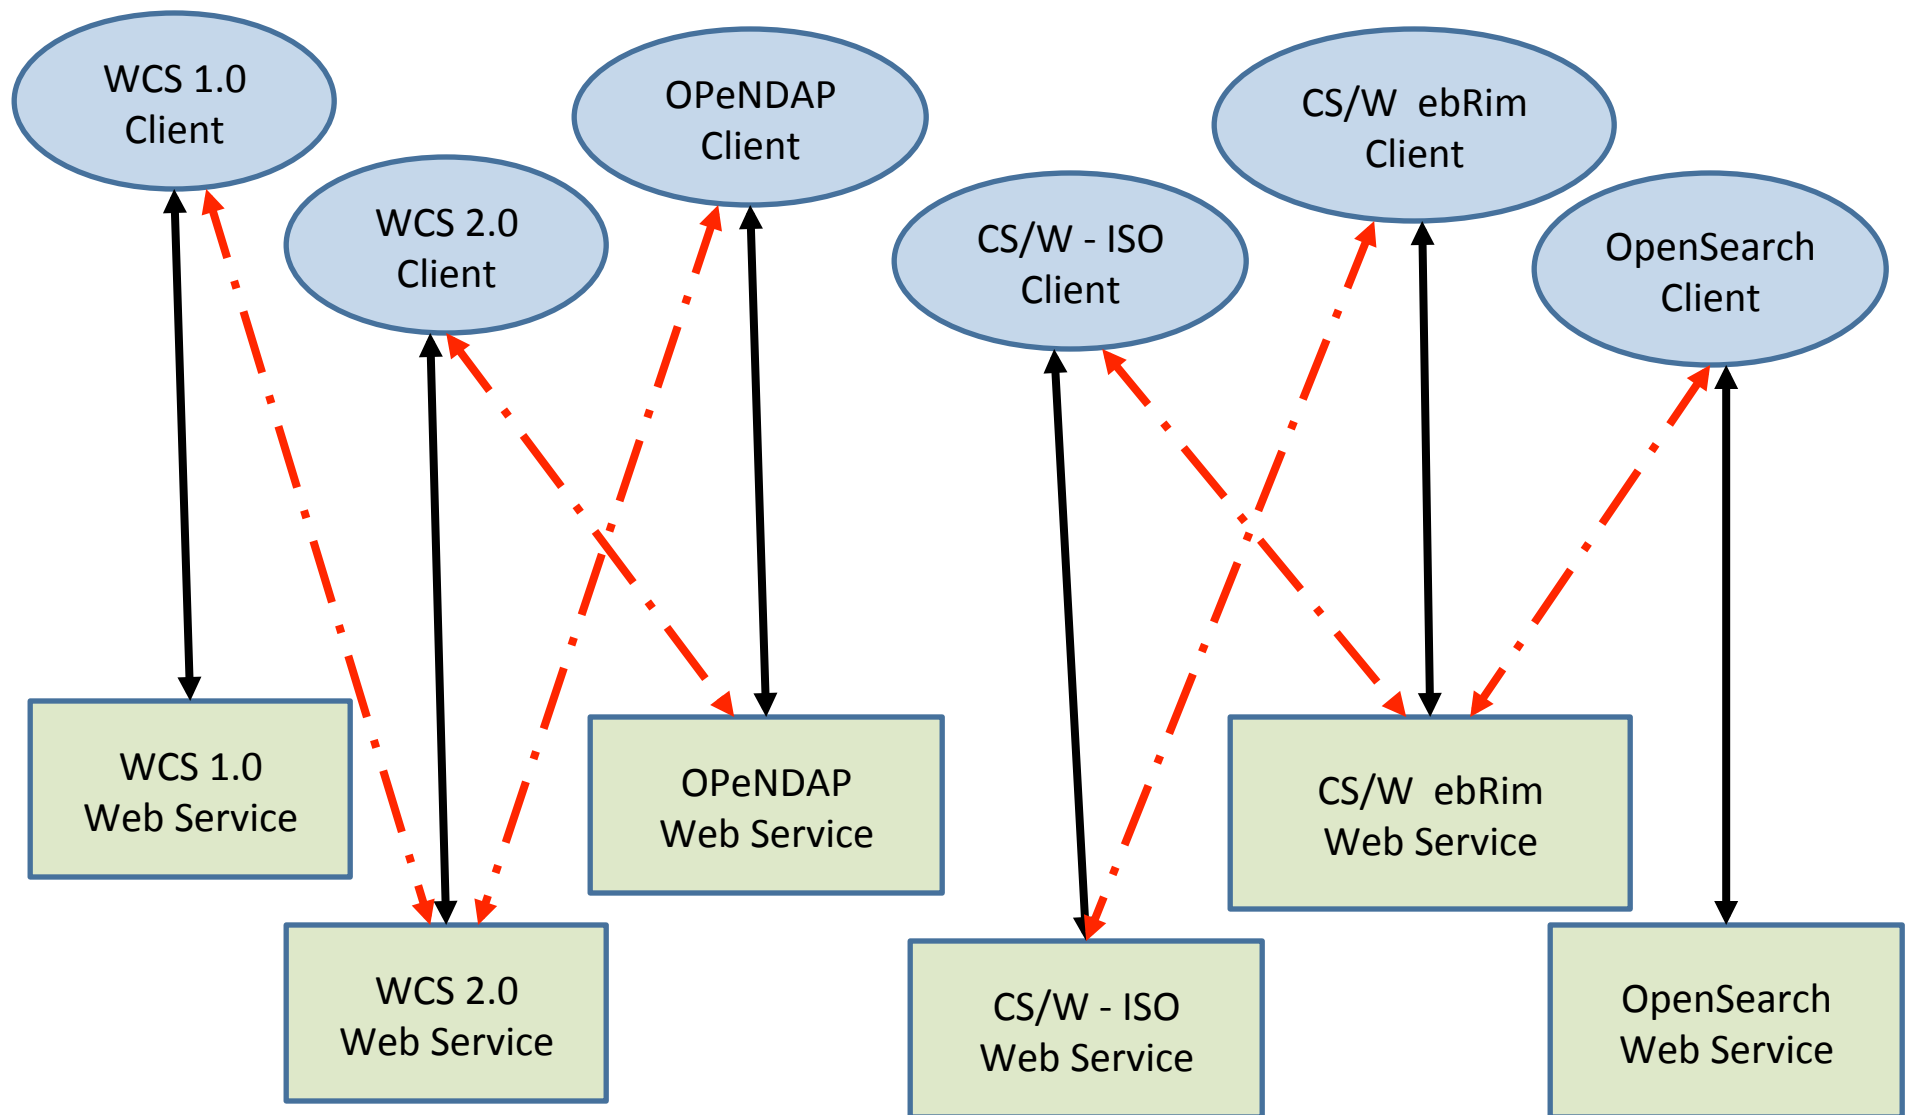 WCS 1.0
Client
OPeNDAP
Client
CS/W  ebRim
Client
WCS 2.0
Client
CS/W - ISO
Client
OpenSearch
Client
WCS 1.0
Web Service
OPeNDAP
Web Service
CS/W  ebRim
Web Service
WCS 2.0
Web Service
CS/W - ISO
Web Service
OpenSearch
Web Service